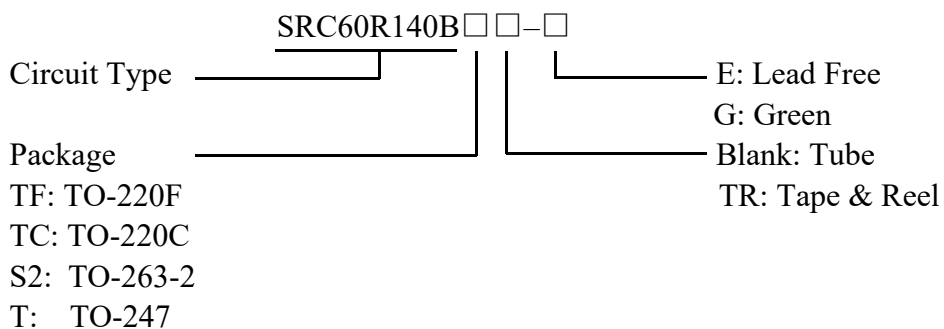 SRC60R140B□ □–□
Circuit Type
E: Lead Free
G: Green
Package
Blank: Tube
TF: TO-220F
TR: Tape & Reel
TC: TO-220C
S2: TO-263-2
T: TO-247